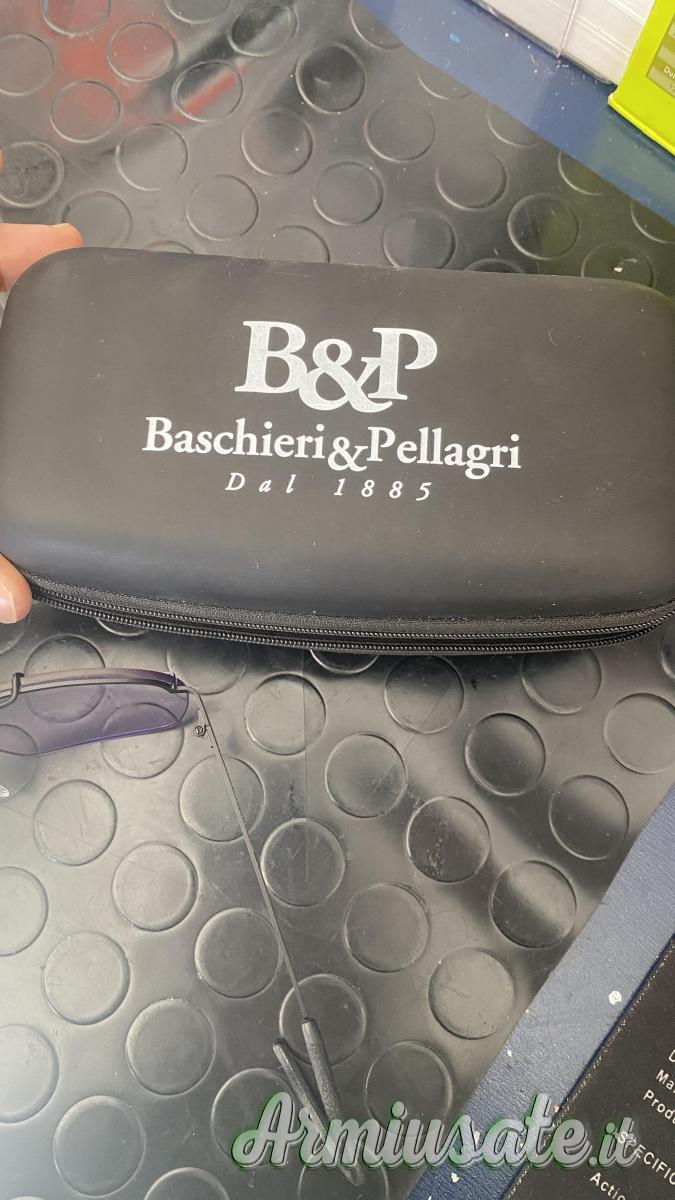 B&P
Baschieri&Pellagri
Dal 1885
Armiusate.it